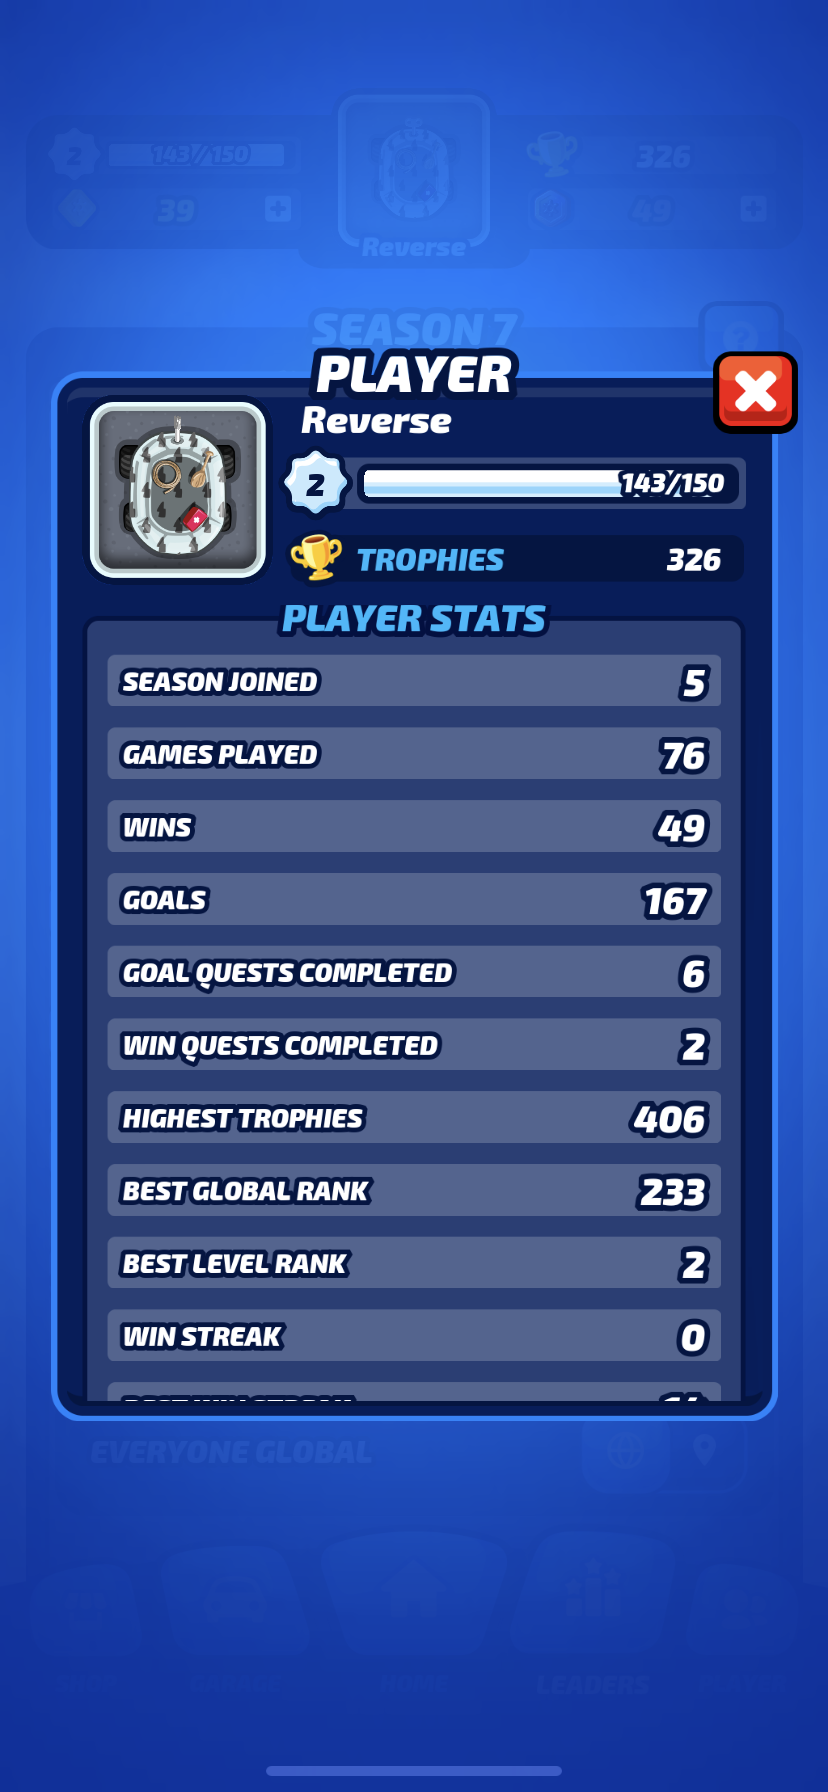 2
143/150
326
39
49
Reverse
SEASON 7
PLAYER
Reverse
2
143/150
TROPHIES
326
PLAYER STATS
SEASON JOINED
5
GAMES PLAYED
76
WINS
49
GOALS
167
GOAL QUESTS COMPLETED
6
WIN QUESTS COMPLETED
2
HIGHEST TROPHIES
406
BEST GLOBAL RANK
233
BEST LEVEL RANK
2
WIN STREAK
0
EVERYONE GLOBAL
LEADERS